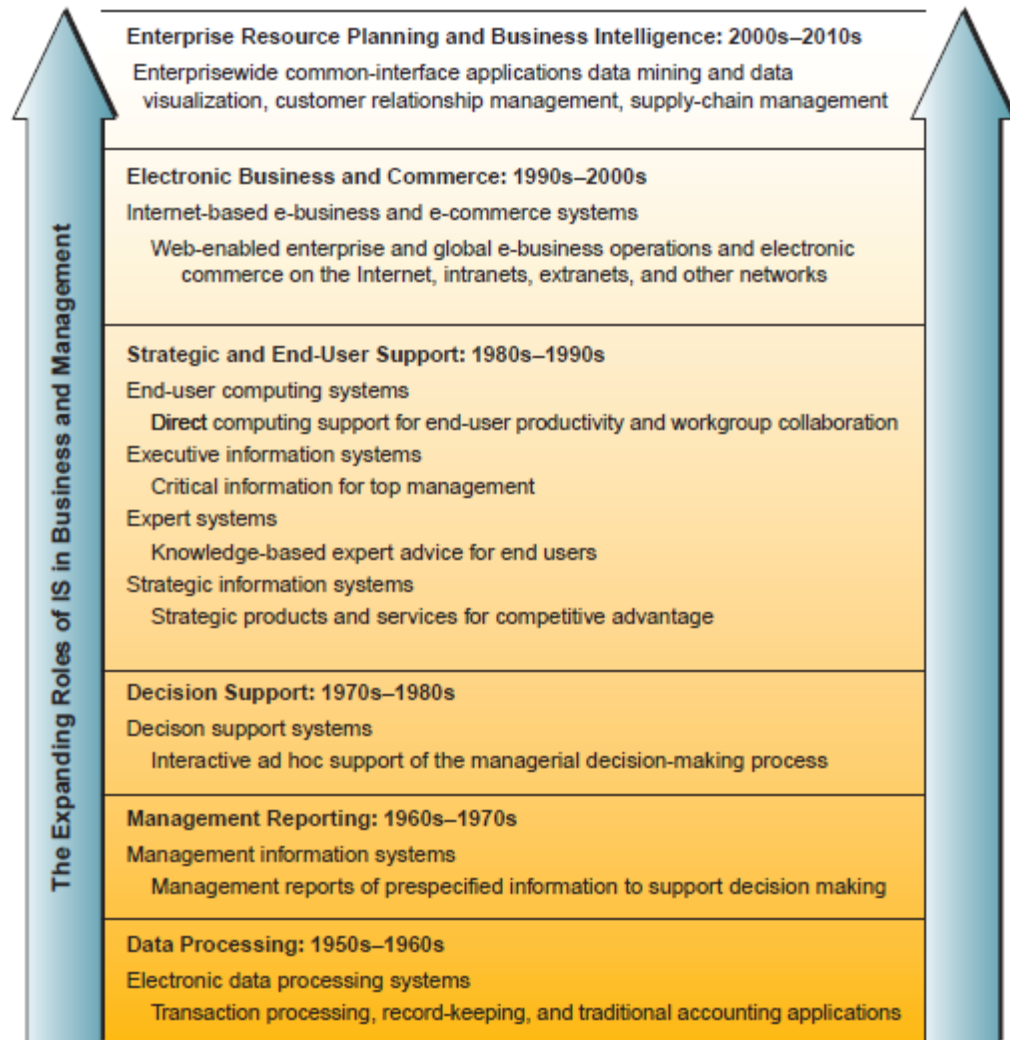 Enterprise Resource Planning and Business Intelligence: 2000s–2010s
Enterprisewide common-interface applications data mining and data
visualization, customer relationship management, supply-chain management
Electronic Business and Commerce: 1990s–2000s
Internet-based e-business and e-commerce systems
Web-enabled enterprise and global e-business operations and electronic
commerce on the Internet, intranets, extranets, and other networks
Strategic and End-User Support: 1980s–1990s
End-user computing systems
Direct computing support for end-user productivity and workgroup collaboration
Executive information systems
Critical information for top management
Expert systems
Knowledge-based expert advice for end users
Strategic information systems
Strategic products and services for competitive advantage
Decision Support: 1970s–1980s
Decison support systems
Interactive ad hoc support of the managerial decision-making process
Management Reporting: 1960s–1970s
Management information systems
Management reports of prespecified information to support decision making
Data Processing: 1950s–1960s
Electronic data processing systems
Transaction processing, record-keeping, and traditional accounting applications
The Expanding Roles of IS in Business and Management